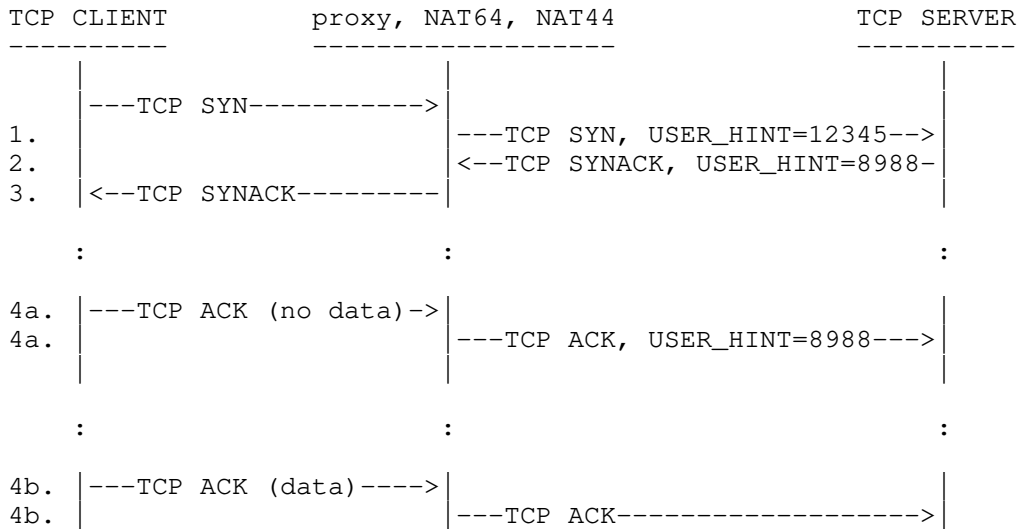 TCP CLIENT         proxy, NAT64, NAT44               TCP SERVER
----------         -------------------               ----------
    |                      |                              |
    |---TCP SYN----------->|                              |
1.  |                      |---TCP SYN, USER_HINT=12345-->|
2.  |                      |<--TCP SYNACK, USER_HINT=8988-|
3.  |<--TCP SYNACK---------|                              |
    :                      :                              :
4a. |---TCP ACK (no data)->|                              |
4a. |                      |---TCP ACK, USER_HINT=8988--->|
    |                      |                              |
    :                      :                              :
4b. |---TCP ACK (data)---->|                              |
4b. |                      |---TCP ACK------------------->|